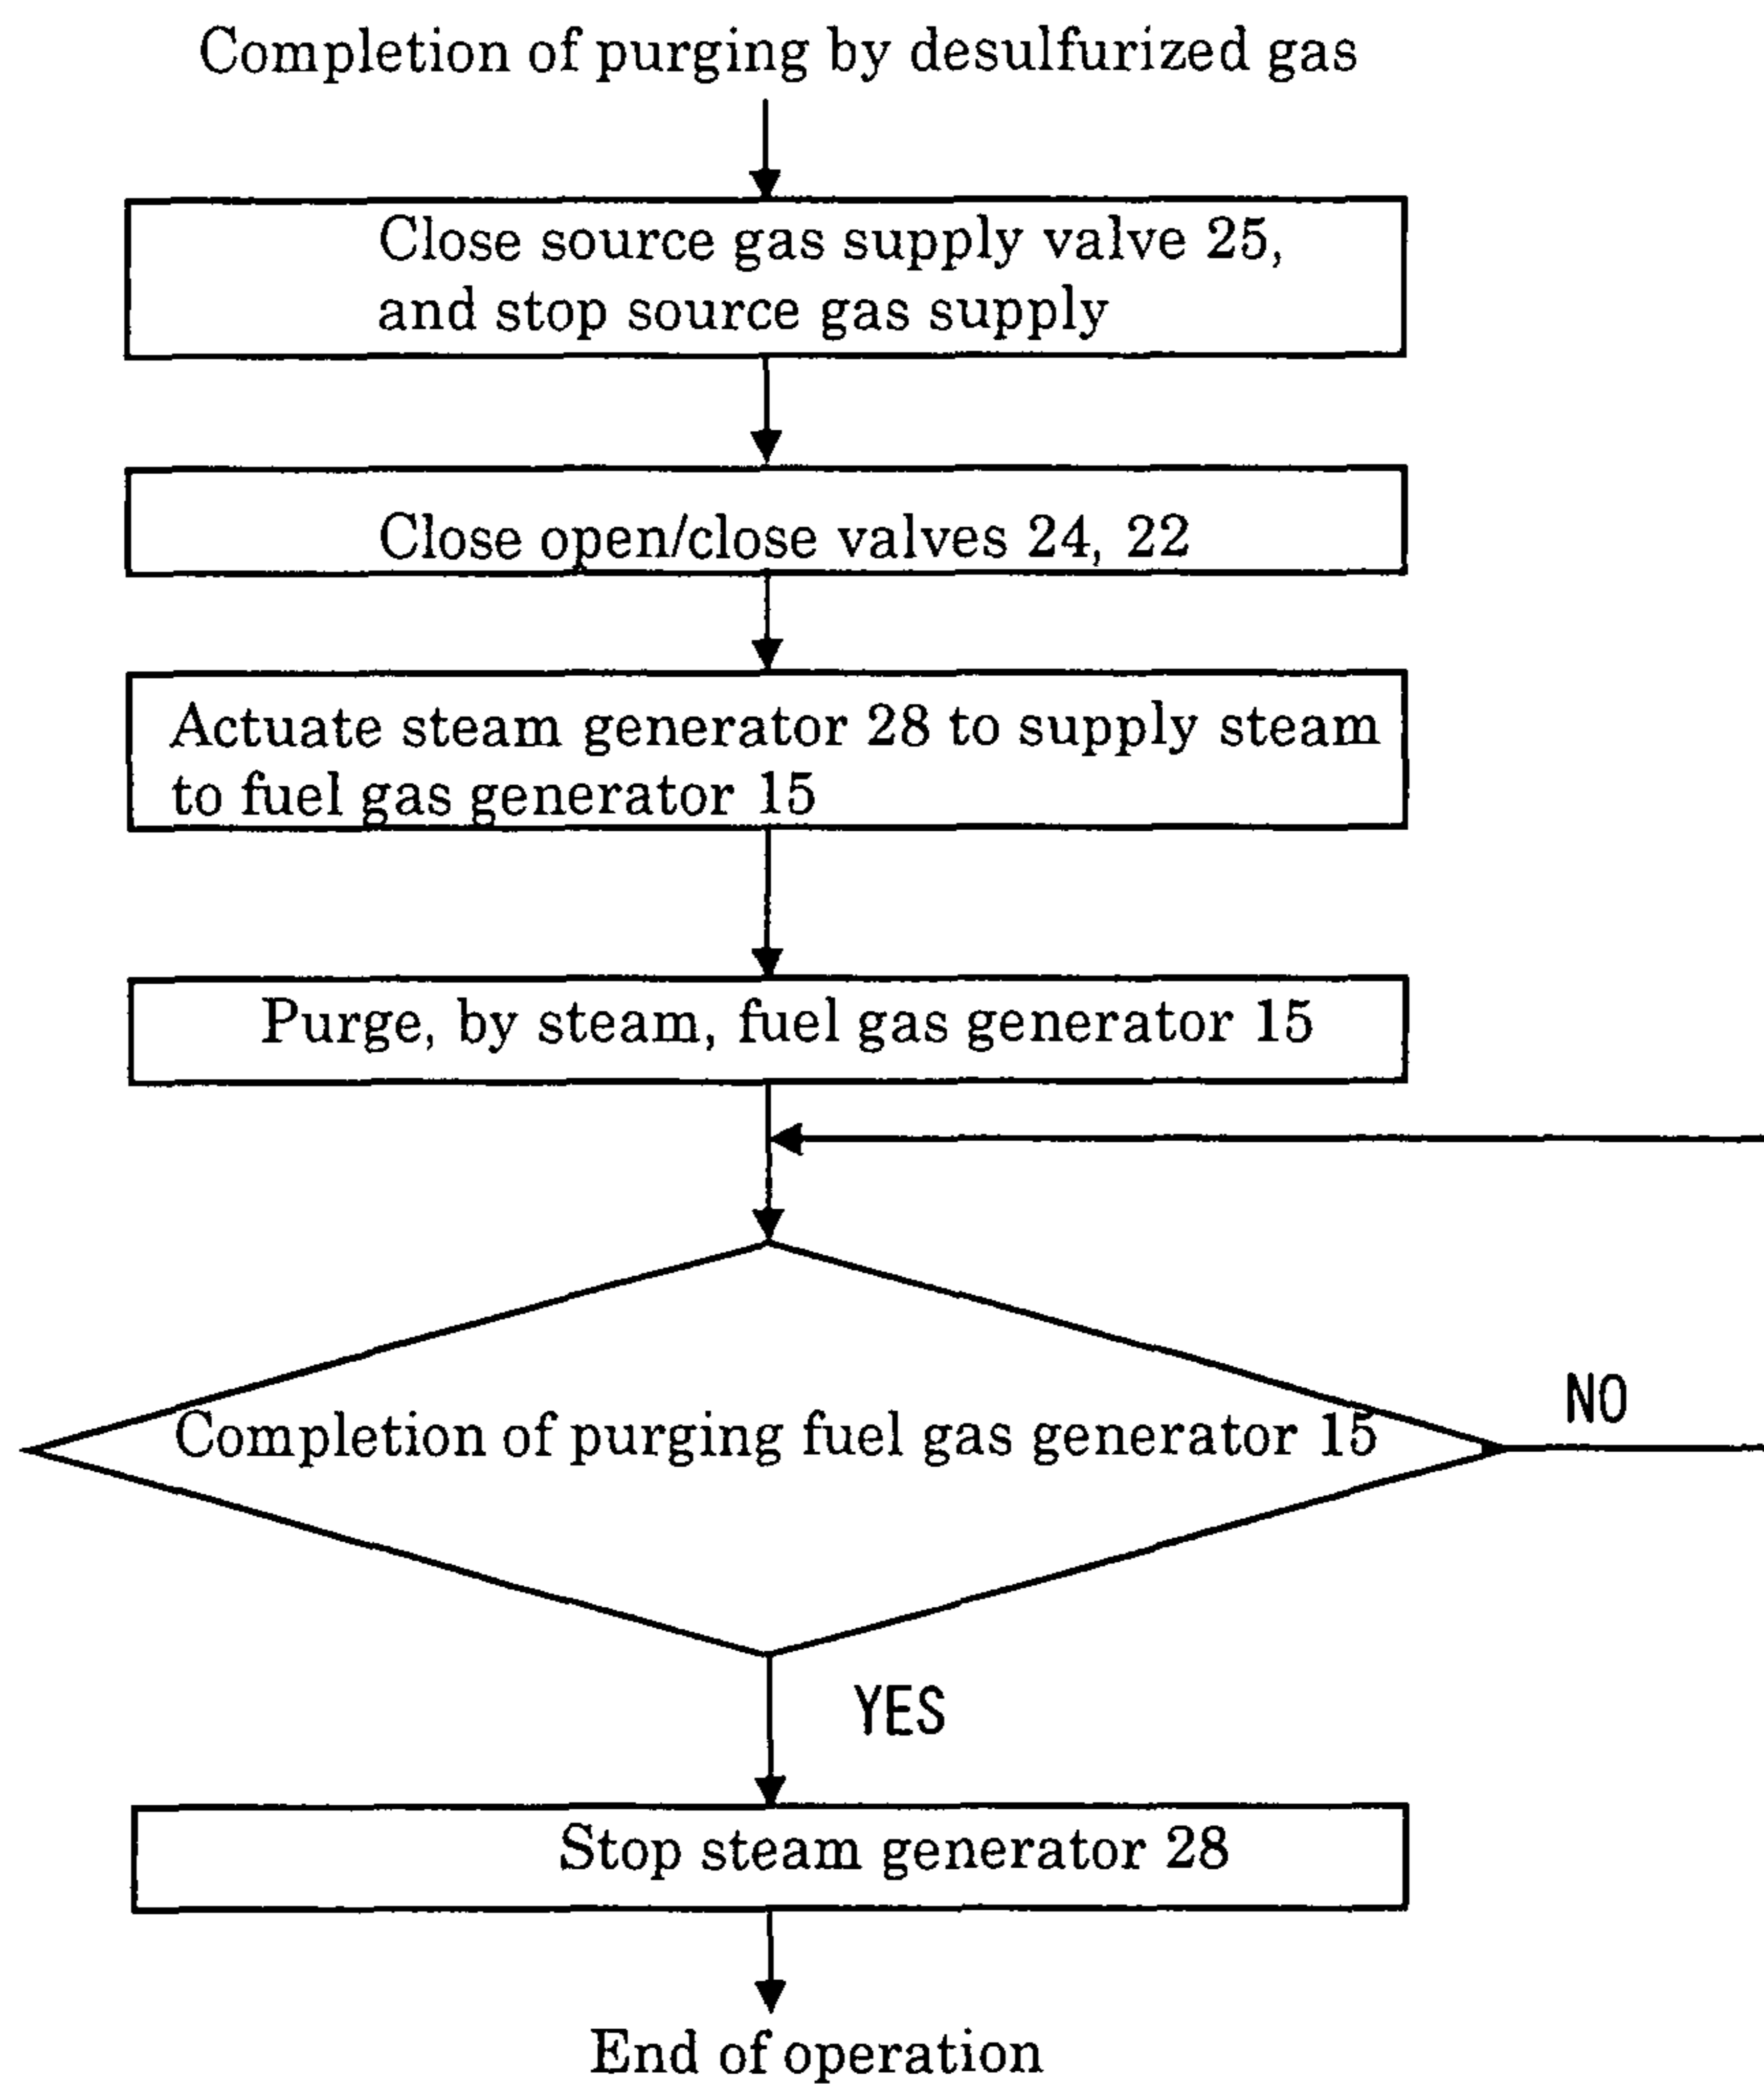 Completion of purging by desulfurized gas
Close source gas supply valve 25,
and stop source gas supply
Close open/close valves 24, 22
Actuate steam generator 28 to supply steam
to fuel gas generator 15
Purge, by steam, fuel gas generator 15
Completion of purging fuel gas generator 15
NO
YES
Stop steam generator 28
End of operation